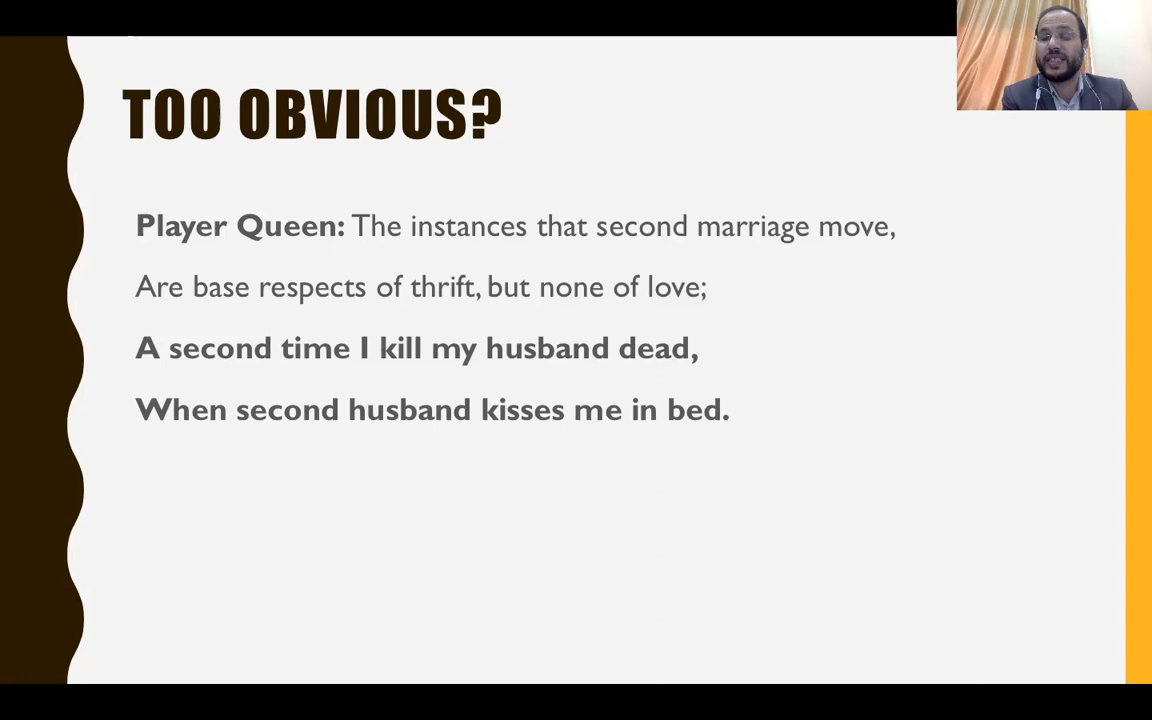 TOO OBVIOUS?
Player Queen: The instances that second marriage move,
Are base respects of thrift, but none of love;
A second time I kill my husband dead,
When second husband kisses me in bed.